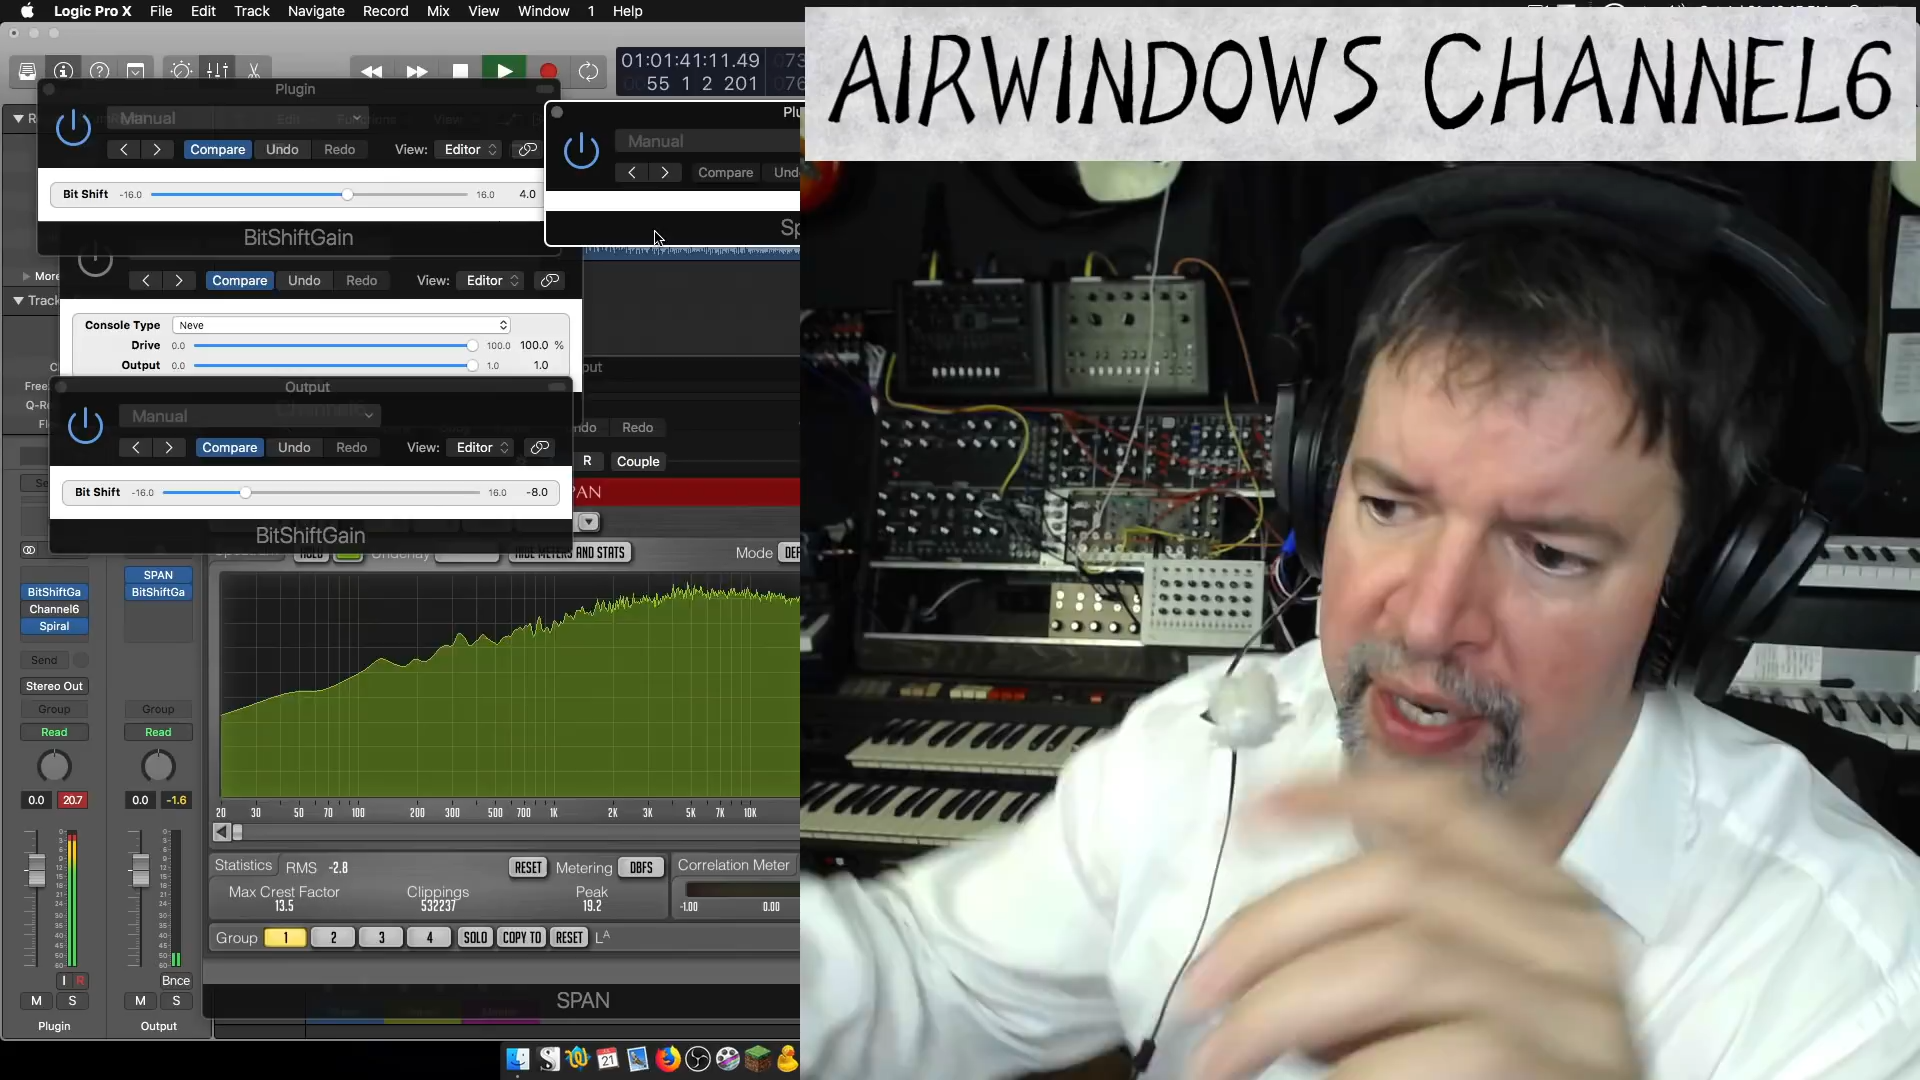 Logic Pro X File Edit Track Navigate Record Mix View Window 1 Help
AIRWINDOWS CHANNEL6
01:01:41:11.49
55 1 2 201
Plugin
Manual
Compare Undo Redo View: Editor
Bit Shift -16.0 16.0 4.0
BitShiftGain
Manual
Compare
More
Compare Undo Redo View: Editor
Console Type Neve
Drive 0.0 100.0 100.0 %
Output 0.0 1.0 1.0
Output
Manual
Compare Undo Redo View: Editor
Redo
R Couple
Bit Shift -16.0 16.0 -8.0
BitShiftGain
HIDE METERS AND STATS Mode
SPAN
BitShiftGa BitShiftGa
Channel6
Spiral
Send
Stereo Out
Group Group
Read Read
0.0 20.7 0.0 -1.6
20 30 50 70 100 200 300 500 700 1K 2K 3K 5K 7K 10K
Statistics RMS -2.8 RESET Metering DBFS Correlation Meter
Max Crest Factor Clippings Peak
13.5 532237 19.2 -1.00 0.00
Group 1 2 3 4 SOLO COPY TO RESET
I R Bnce
M S M S
SPAN
Plugin Output